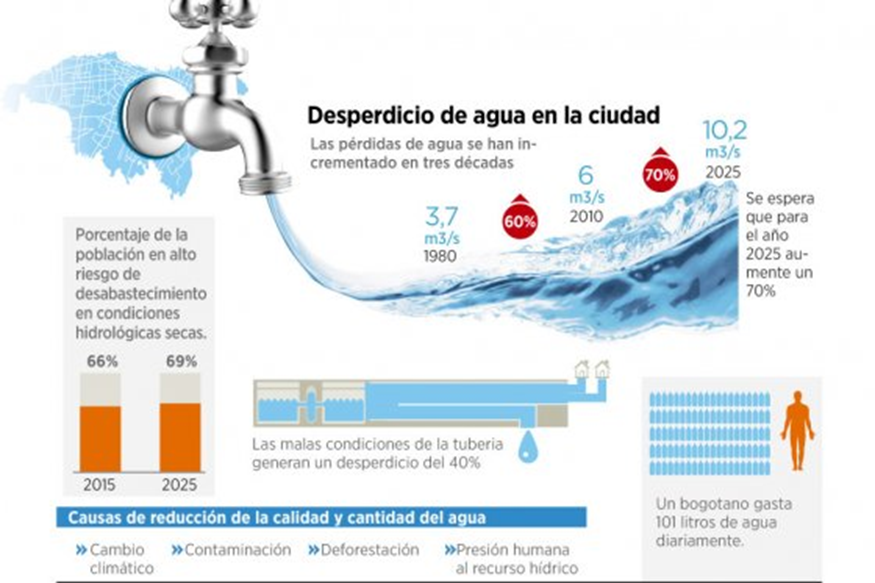 Desperdicio de agua en la ciudad
Las pérdidas de agua se han in-
crementado en tres décadas
3,7
m3/s
1980
60%
6
m3/s
2010
70%
10,2
m3/s
2025
Se espera
que para
el año
2025 au-
mente un
70%
Porcentaje de la
población en alto
riesgo de
desabastecimiento
en condiciones
hidrológicas secas.
66%
69%
2015
2025
Las malas condiciones de la tuberia
generan un desperdicio del 40%
Un bogotano gasta
101 litros de agua
diariamente.
Causas de reducción de la calidad y cantidad del agua
»Cambio
climático
»Contaminación
»Deforestación
»Presión humana
al recurso hídrico